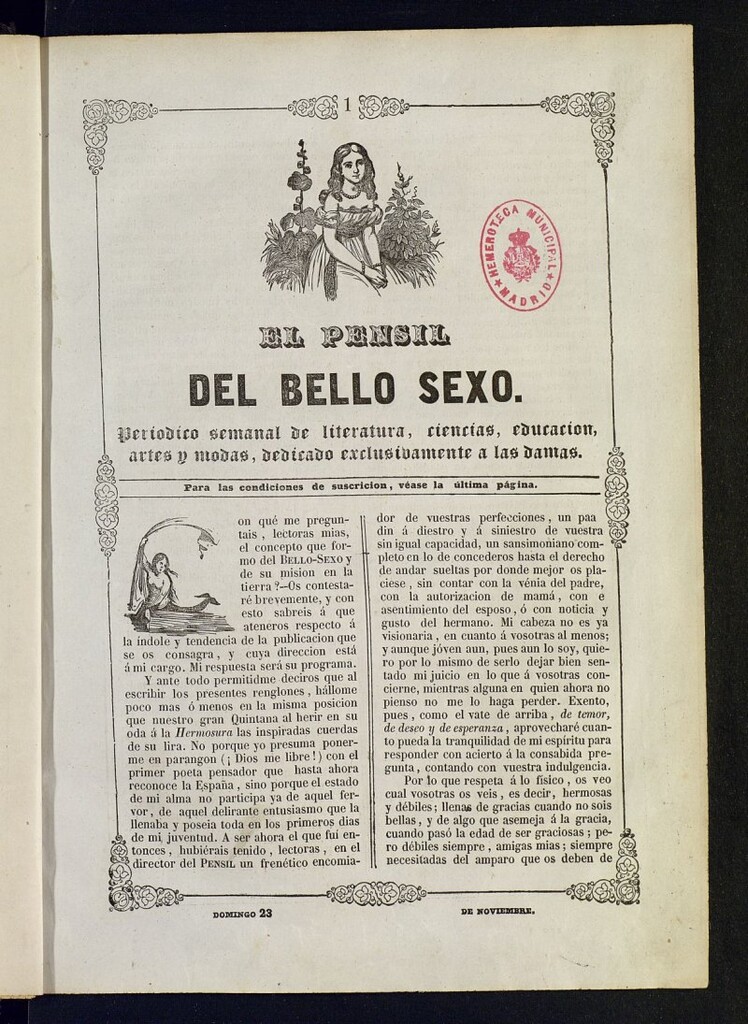 1
HEMEROTECA MUNICIPAL
★ MADRID ★
EL PENSIL
DEL BELLO SEXO.
Periodico semanal de literatura, ciencias, educacion,
artes y modas, dedicado exclusivamente a las damas.
Para las condiciones de suscricion, véase la última página.
Con qué me pregun-
tais, lectoras mias,
el concepto que for-
mo del BELLO-SEXO y
de su mision en la
tierra?—Os contesta-
ré brevemente, y con
esto sabreis á que
ateneros respecto á
la índole y tendencia de la publicacion que
se os consagra, y cuya direccion está
á mi cargo. Mi respuesta será su programa.
Y ante todo permitidme deciros que al
escribir los presentes renglones, hállome
poco mas ó menos en la misma posicion
que nuestro gran Quintana al herir en su
oda á la Hermosura las inspiradas cuerdas
de su lira. No porque yo presuma poner-
me en parangon (¡Dios me libre!) con el
primer poeta pensador que hasta ahora
reconoce la España, sino porque el estado
de mi alma no participa ya de aquel fer-
vor, de aquel delirante entusiasmo que la
llenaba y poseia toda en los primeros dias
de mi juventud. A ser ahora el que fuí en-
tonces, hubiérais tenido, lectoras, en el
director del PENSIL un frenético encomia-
dor de vuestras perfecciones, un paa
din á diestro y á siniestro de vuestra
sin igual capacidad, un sansimoniano com-
pleto en lo de concederos hasta el derecho
de andar sueltas por donde mejor os pla-
ciese, sin contar con la vénia del padre,
con la autorizacion de mamá, con e
asentimiento del esposo, ó con noticia y
gusto del hermano. Mi cabeza no es ya
visionaria, en cuanto á vosotras al menos;
y aunque jóven aun, pues aun lo soy, quie-
ro por lo mismo de serlo dejar bien sen-
tado mi juicio en lo que á vosotras con-
cierne, mientras alguna en quien ahora no
pienso no me lo haga perder. Exento,
pues, como el vate de arriba, de temor,
de deseo y de esperanza, aprovecharé cuan-
to pueda la tranquilidad de mi espíritu para
responder con acierto á la consabida pre-
gunta, contando con vuestra indulgencia.
Por lo que respeta á lo físico, os veo
cual vosotras os veis, es decir, hermosas
y débiles; llenas de gracias cuando no sois
bellas, y de algo que asemeja á la gracia,
cuando pasó la edad de ser graciosas; pe-
ro débiles siempre, amigas mias; siempre
necesitadas del amparo que os deben de
DOMINGO 23 DE NOVIEMBRE.